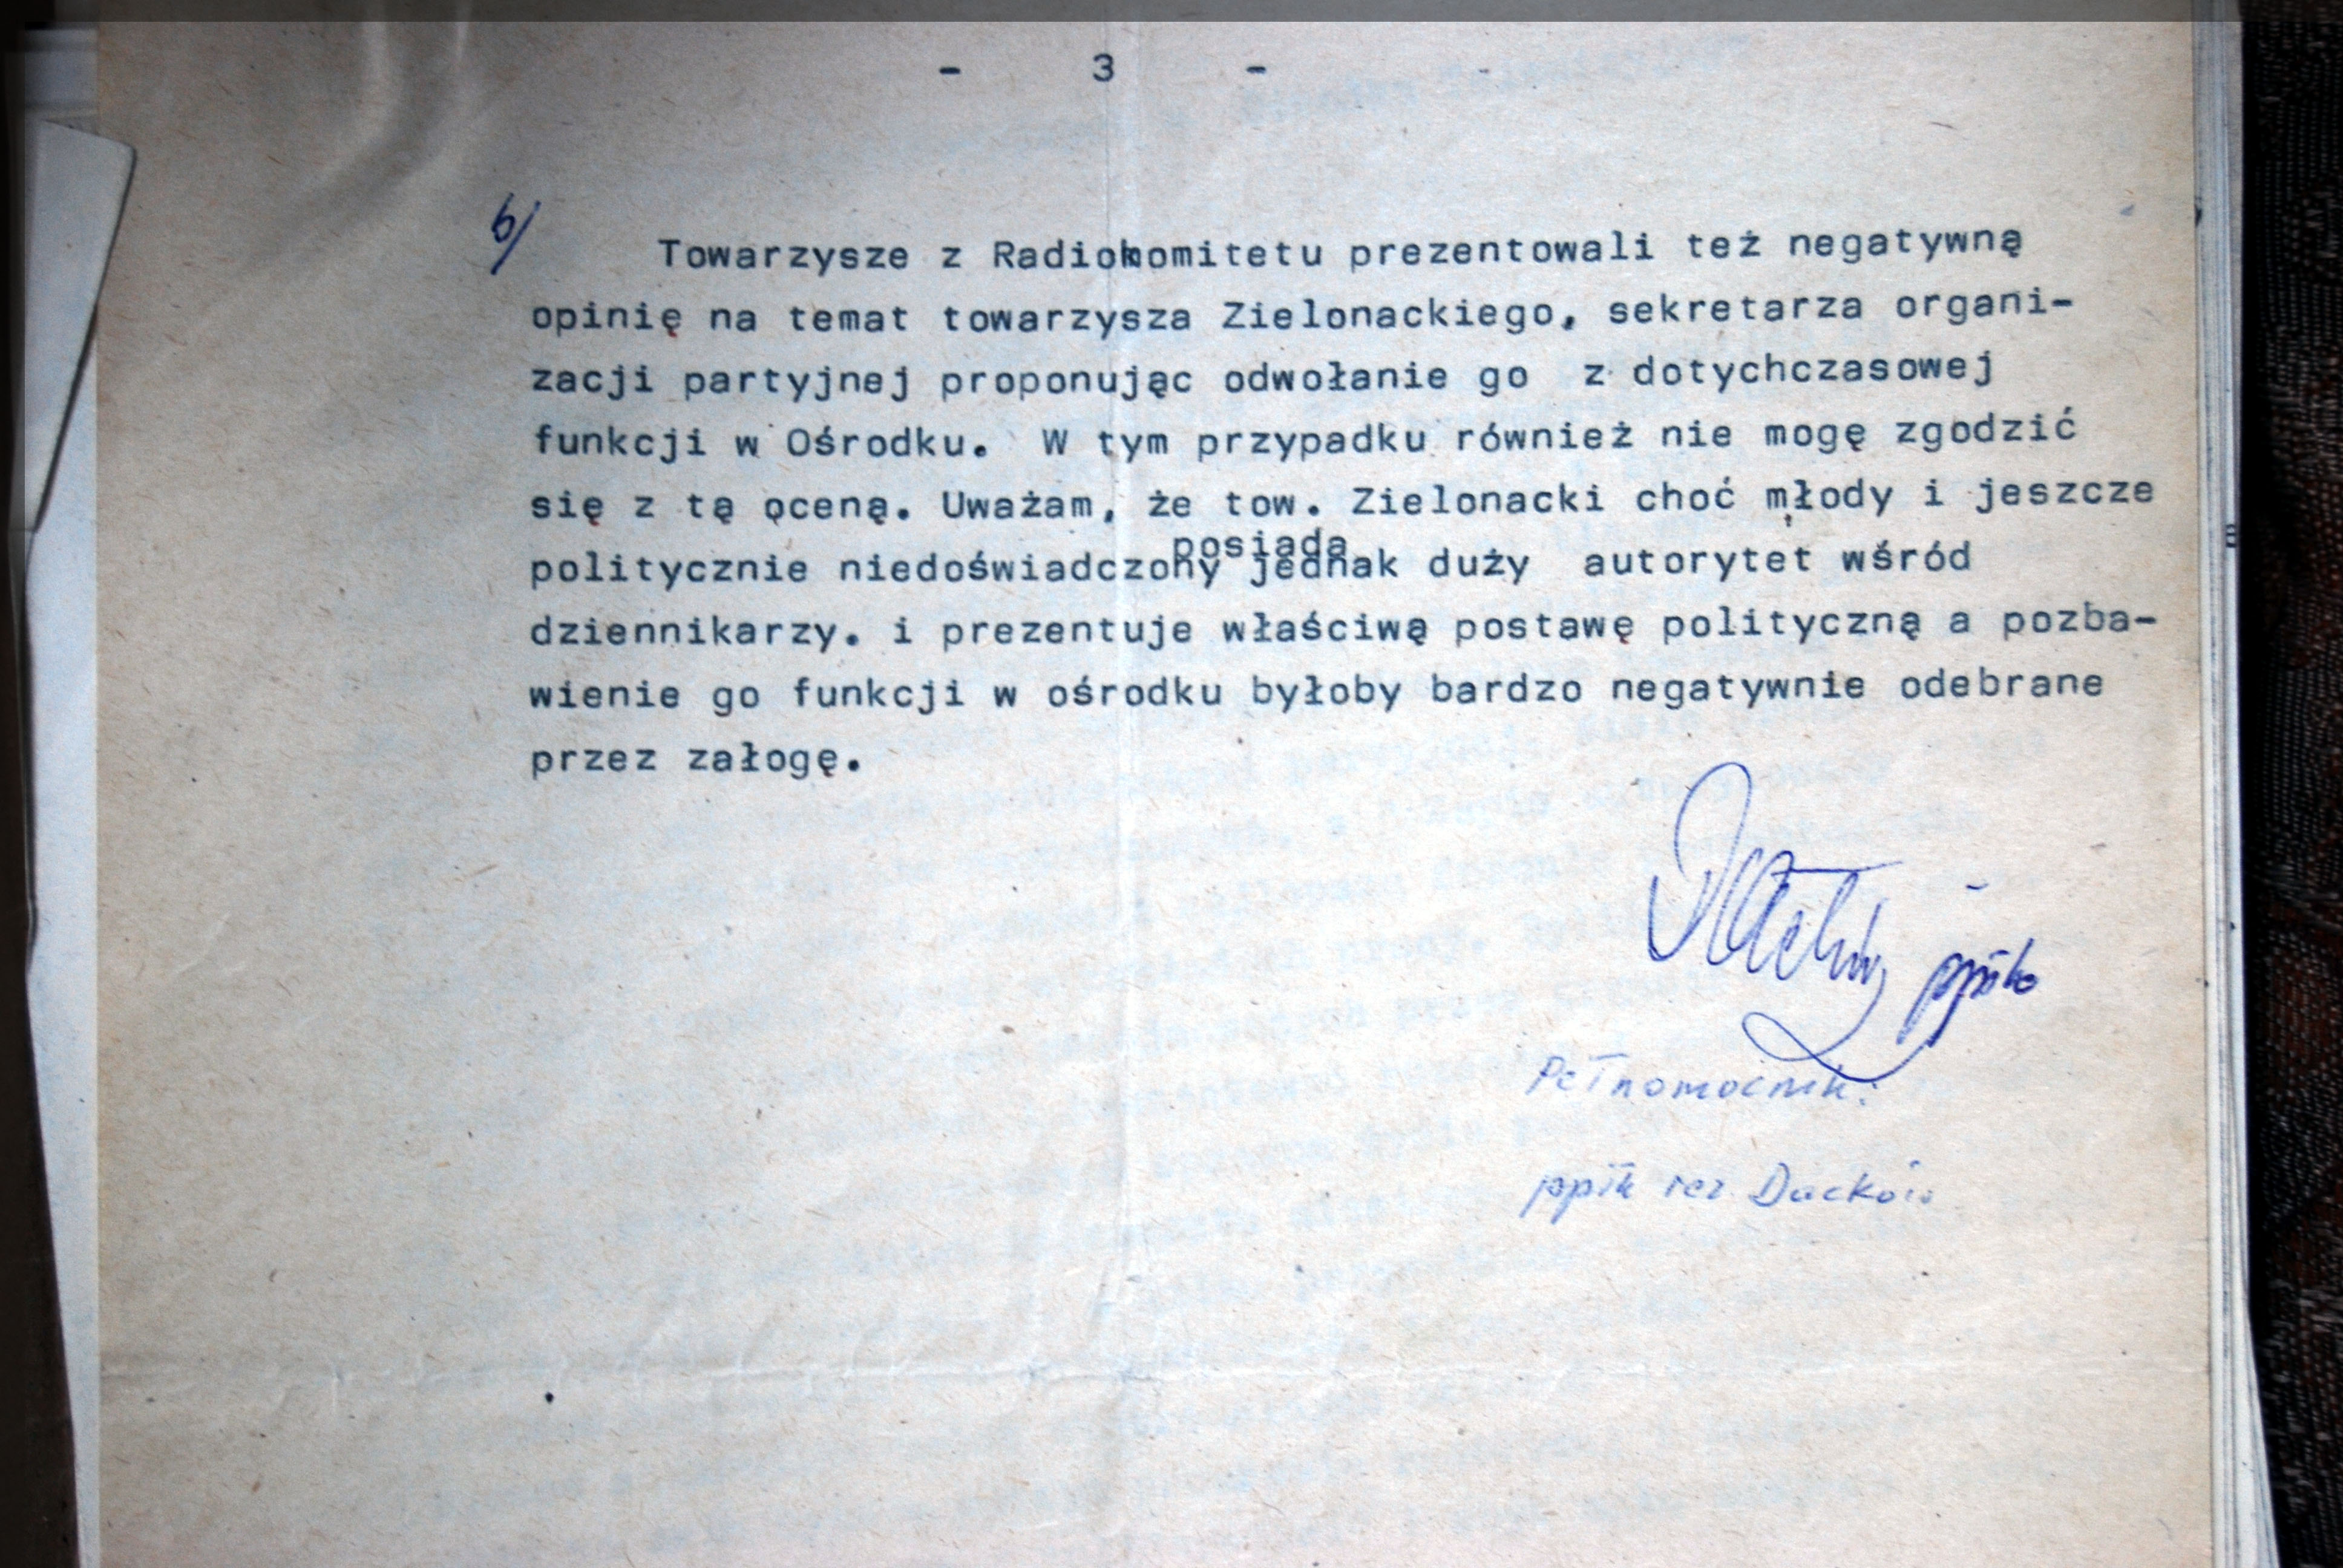 - 3 -
b/
Towarzysze z Radiokomitetu prezentowali też negatywną
opinię na temat towarzysza Zielonackiego, sekretarza organi-
zacji partyjnej proponując odwołanie go z dotychczasowej
funkcji w Ośrodku. W tym przypadku również nie mogę zgodzić
się z tą oceną. Uważam, że tow. Zielonacki choć młody i jeszcze
posiada
politycznie niedoświadczony jednak duży autorytet wśród
dziennikarzy. i prezentuje właściwą postawę polityczną a pozba-
wienie go funkcji w ośrodku byłoby bardzo negatywnie odebrane
przez załogę.
ppłk
Pełnomocnik:
ppłk rez Dacków